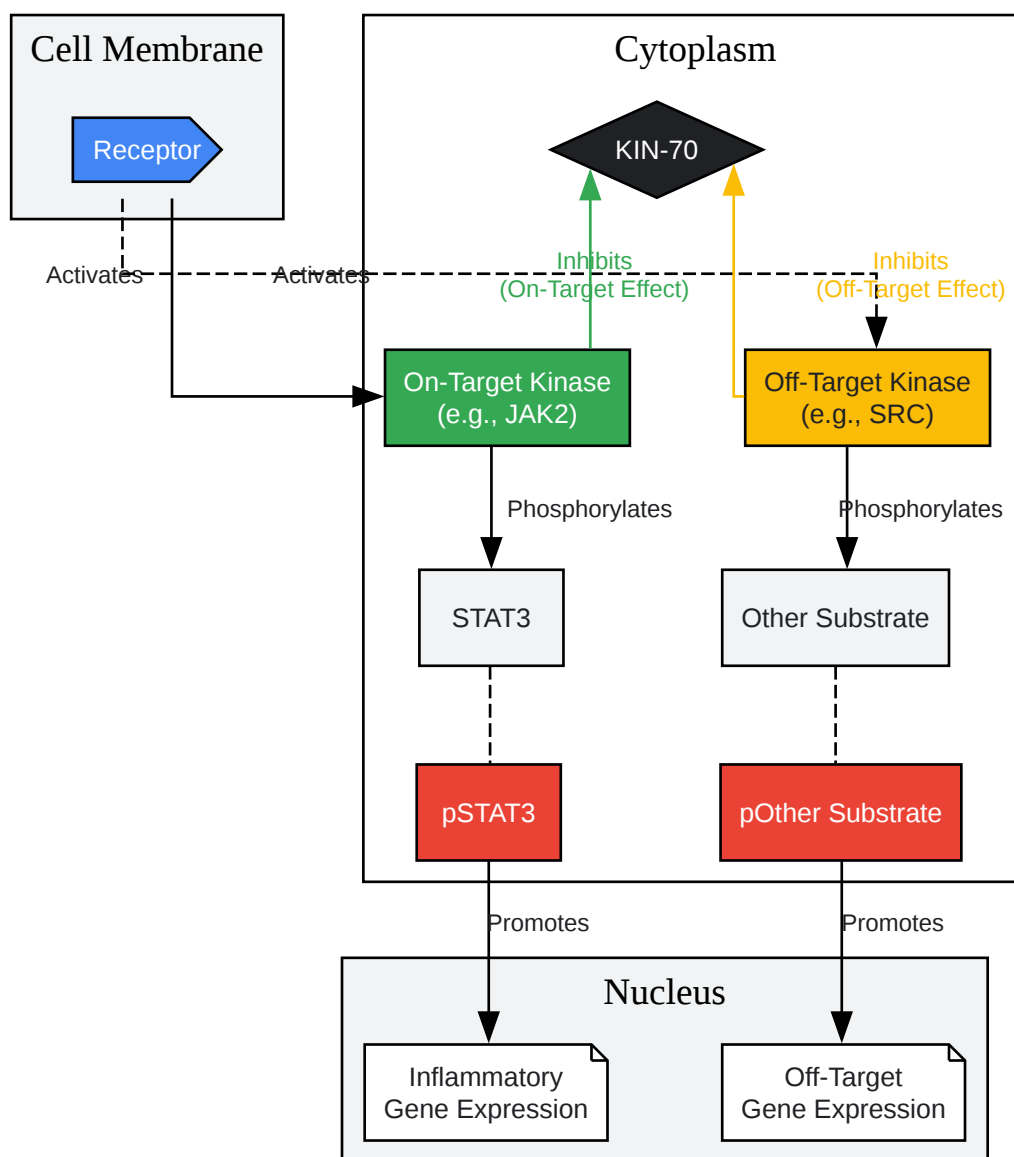 Cell Membrane
Cytoplasm
Receptor
KIN-70
Activates
Activates
Inhibits
(On-Target Effect)
Inhibits
(Off-Target Effect)
On-Target Kinase
(e.g., JAK2)
Off-Target Kinase
(e.g., SRC)
Phosphorylates
Phosphorylates
STAT3
Other Substrate
pSTAT3
pOther Substrate
Promotes
Promotes
Nucleus
Inflammatory
Gene Expression
Off-Target
Gene Expression